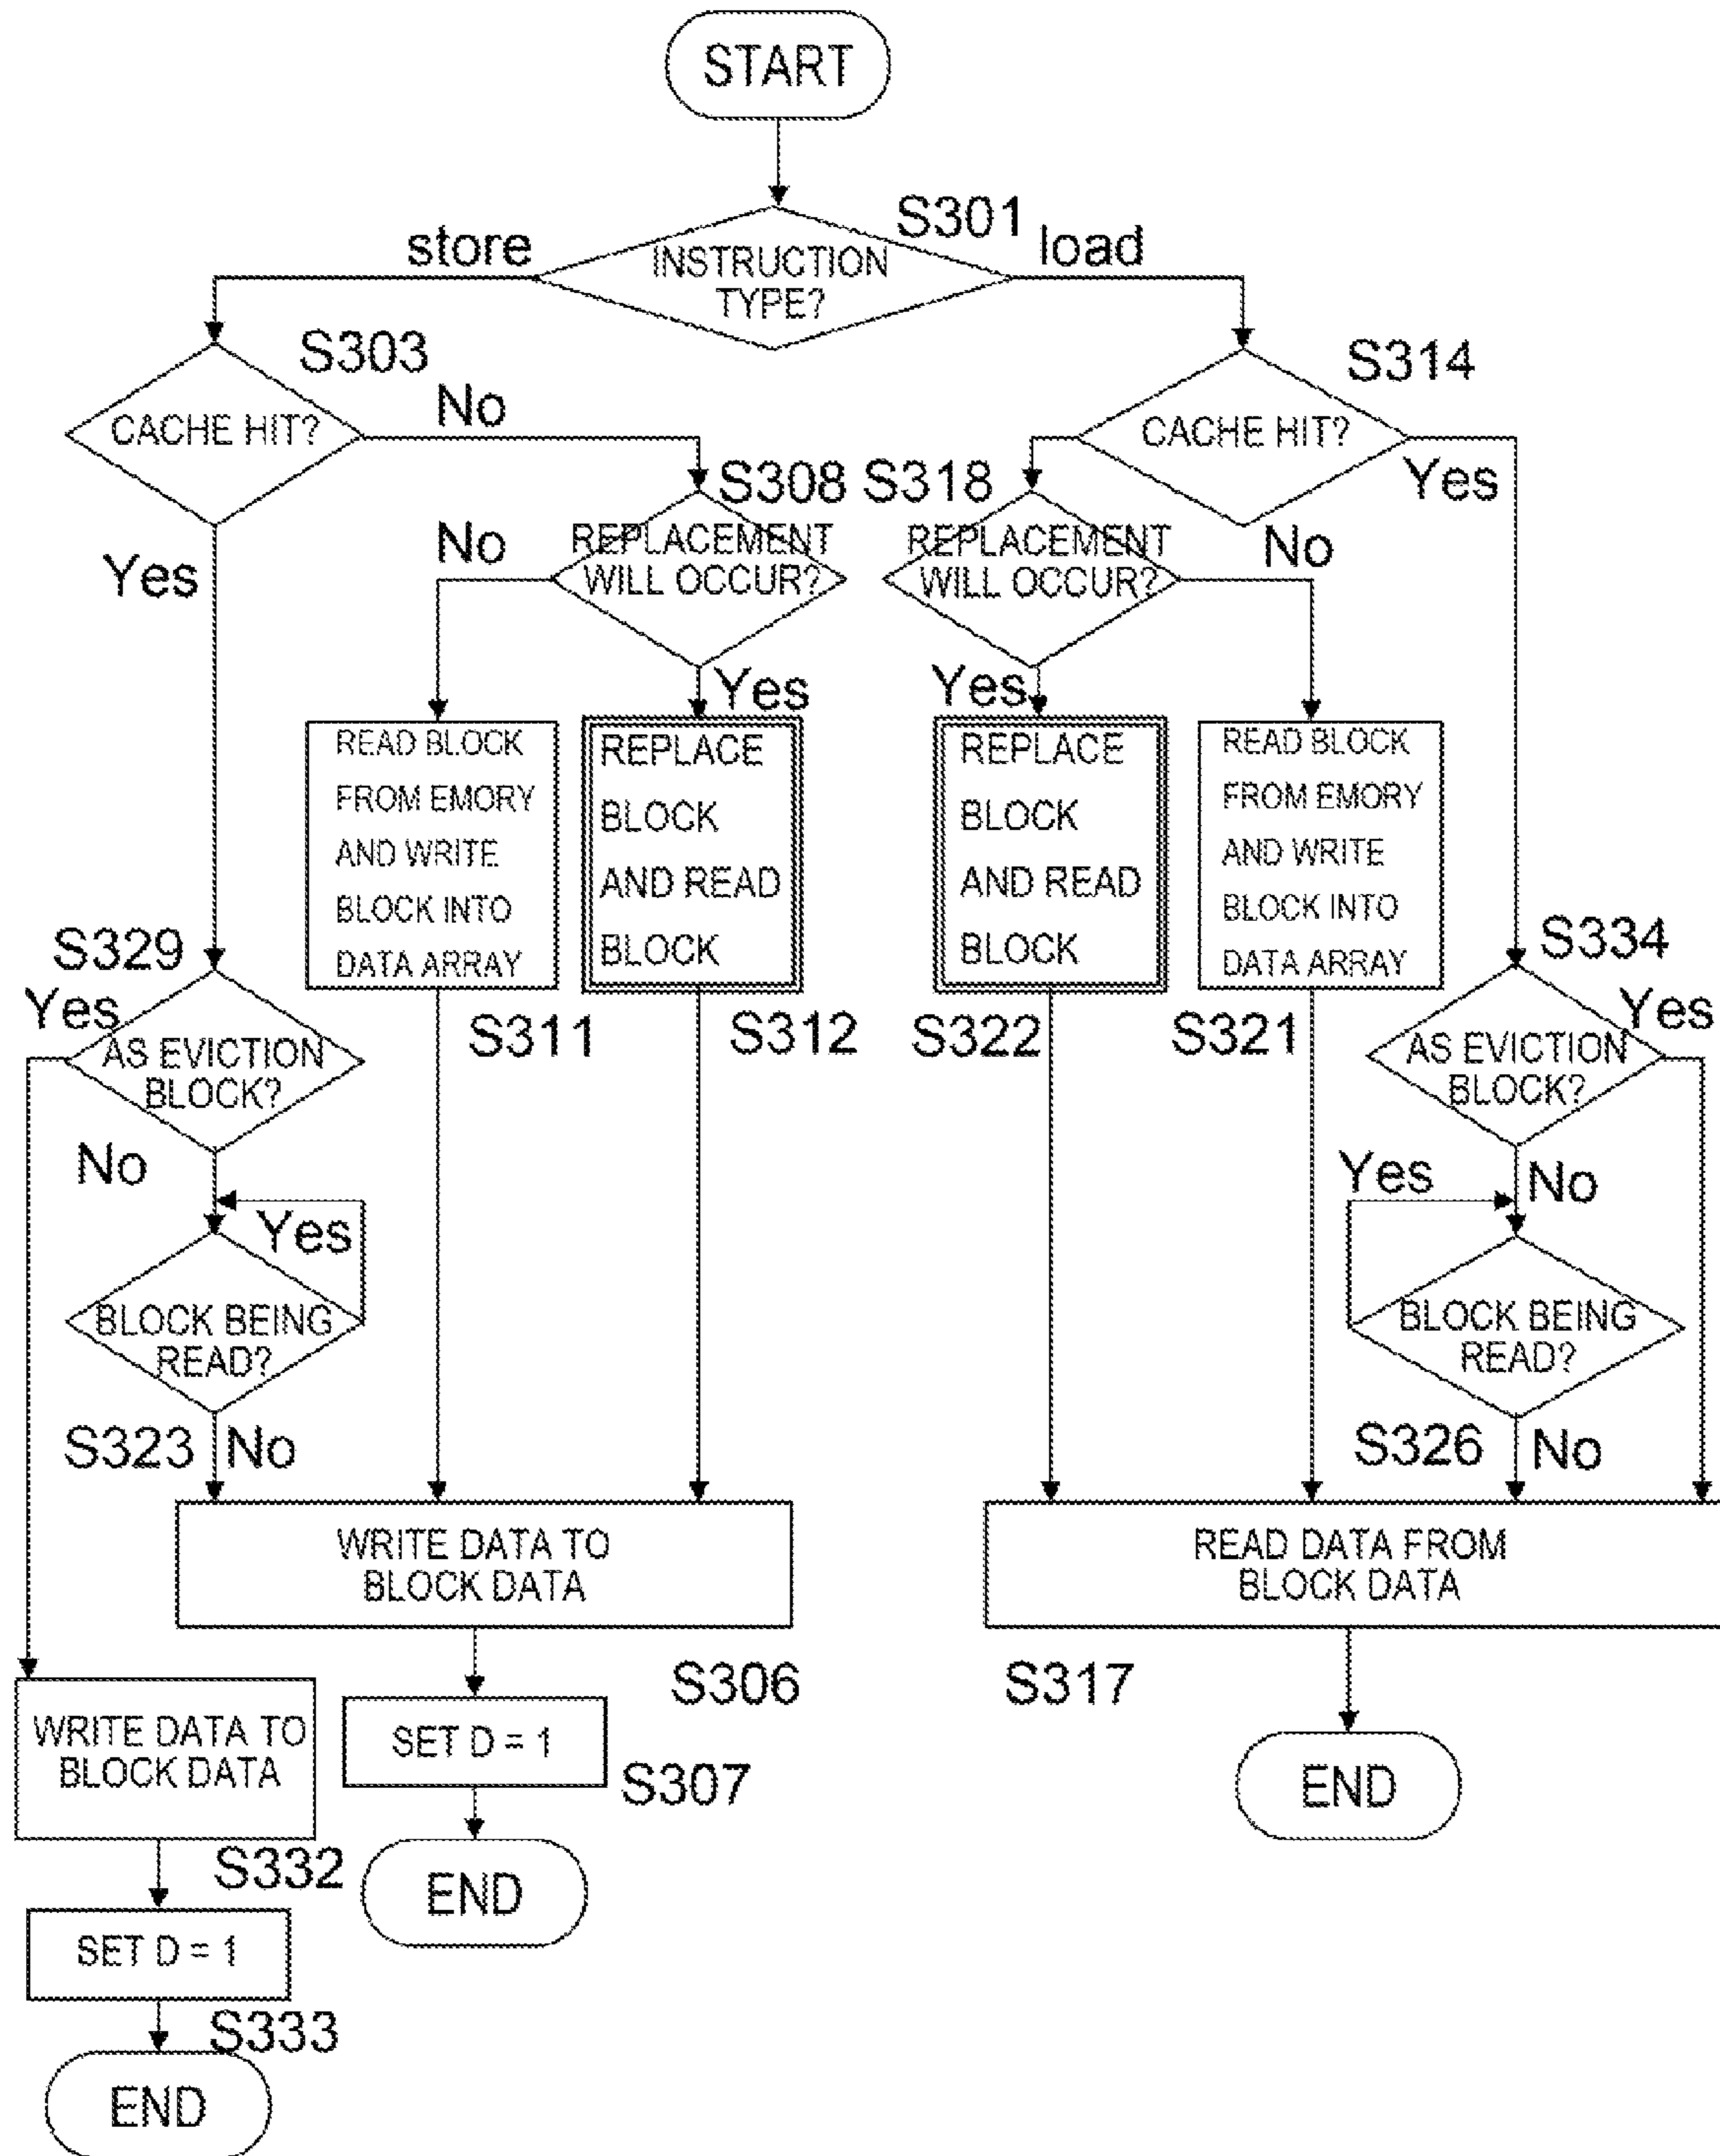 START
S301
store
load
INSTRUCTION
TYPE?
S303
S314
CACHE HIT?
No
CACHE HIT?
Yes
S308
S318
Yes
No
REPLACEMENT
WILL OCCUR?
REPLACEMENT
WILL OCCUR?
No
Yes
Yes
READ BLOCK
FROM EMORY
AND WRITE
BLOCK INTO
DATA ARRAY
REPLACE
BLOCK
AND READ
BLOCK
REPLACE
BLOCK
AND READ
BLOCK
READ BLOCK
FROM EMORY
AND WRITE
BLOCK INTO
DATA ARRAY
S329
S334
Yes
S311
S312
S322
S321
Yes
AS EVICTION
BLOCK?
AS EVICTION
BLOCK?
No
Yes
No
Yes
BLOCK BEING
READ?
BLOCK BEING
READ?
S323
No
S326
No
WRITE DATA TO
BLOCK DATA
READ DATA FROM
BLOCK DATA
S306
S317
WRITE DATA TO
BLOCK DATA
SET D = 1
S307
END
S332
END
SET D = 1
S333
END